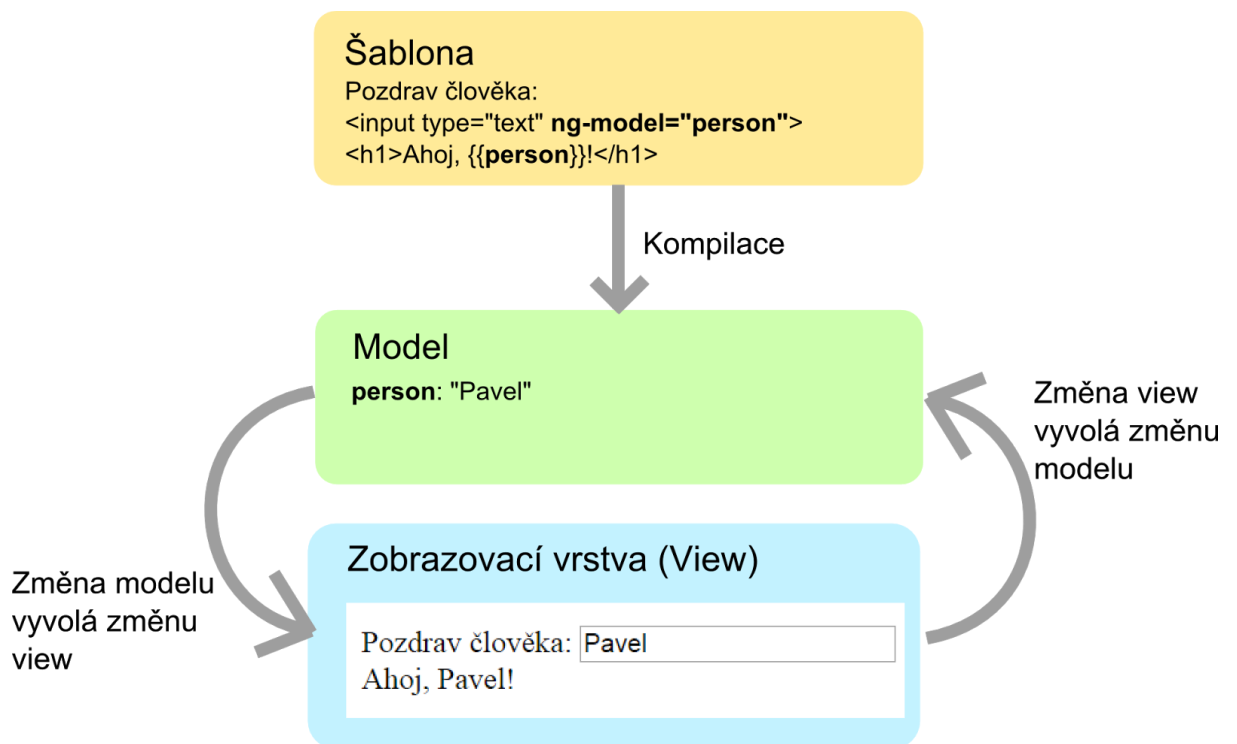 Šablona
Pozdrav člověka:
<input type="text" ng-model="person">
<h1>Ahoj, {{person}}!</h1>
Kompilace
Model
person: "Pavel"
Změna view
vyvolá změnu
modelu
Změna modelu
vyvolá změnu
view
Zobrazovací vrstva (View)
Pozdrav člověka: Pavel
Ahoj, Pavel!